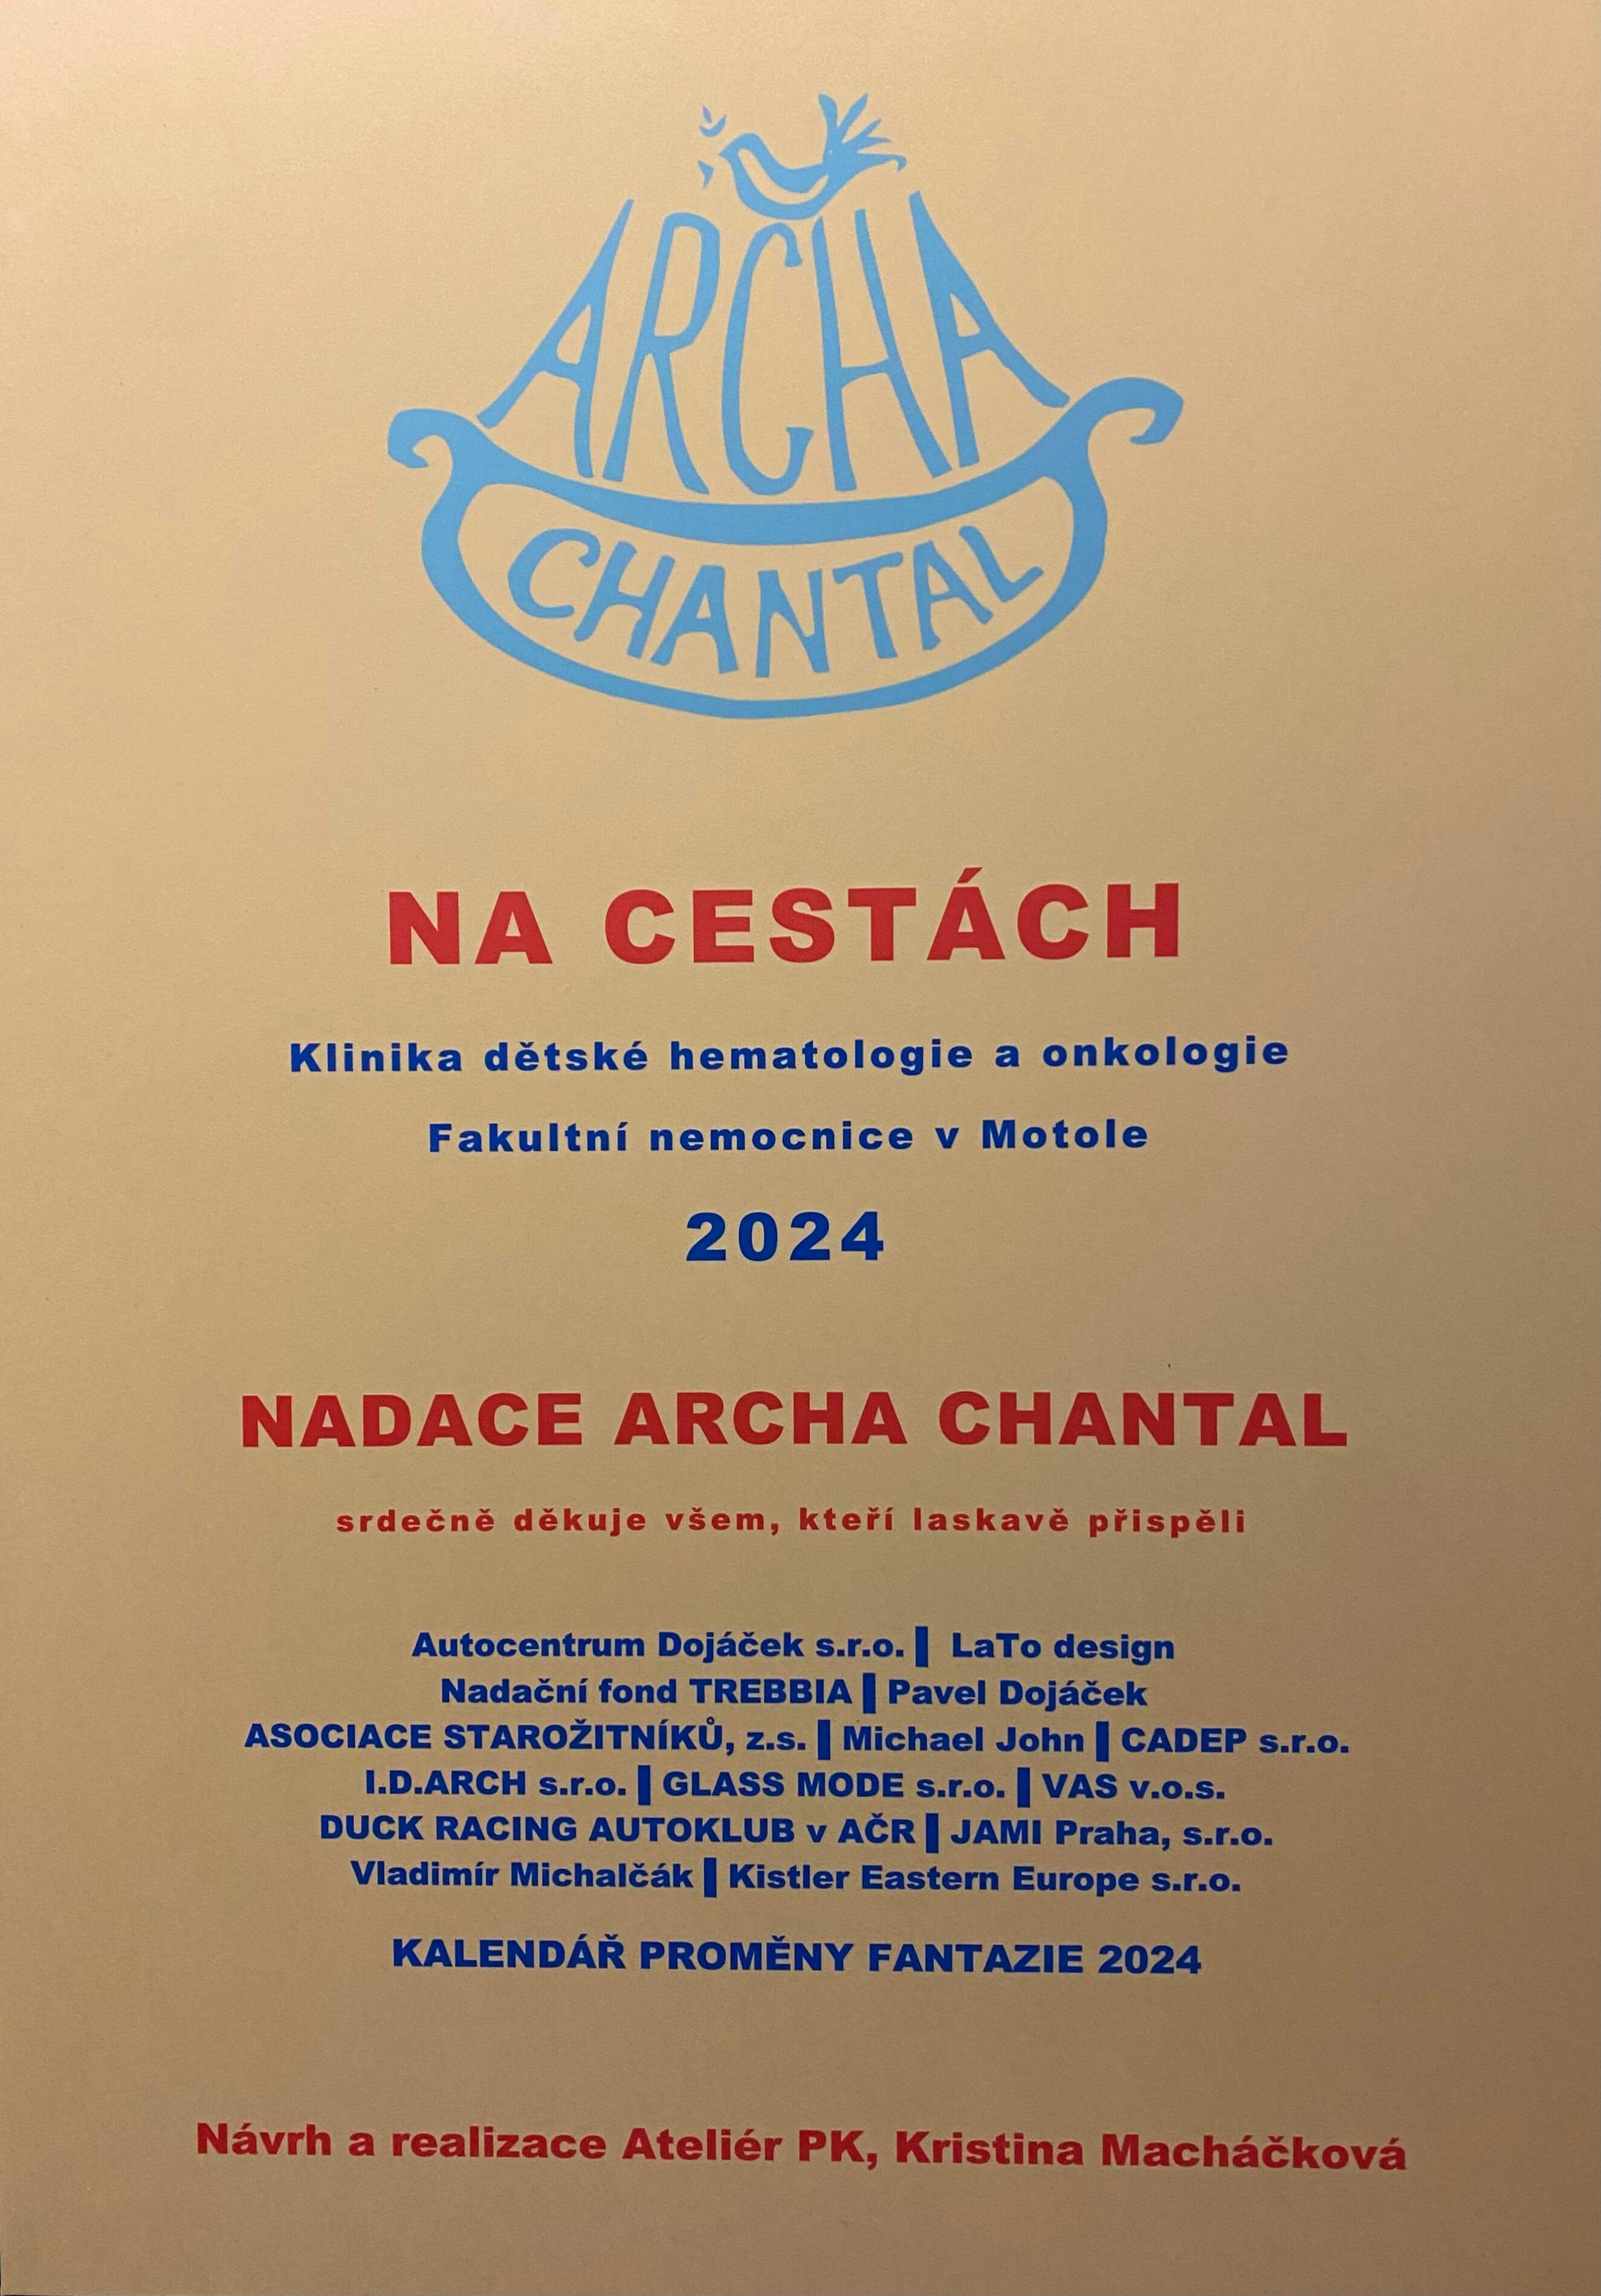 ARCHA
CHANTAL
NA CESTÁCH
Klinika dětské hematologie a onkologie
Fakultní nemocnice v Motole
2024
NADACE ARCHA CHANTAL
srdečně děkuje všem, kteří laskavě přispěli
Autocentrum Dojáček s.r.o. | LaTo design
Nadační fond TREBBIA | Pavel Dojáček
ASOCIACE STAROŽITNÍKŮ, z.s. | Michael John | CADEP s.r.o.
I.D.ARCH s.r.o. | GLASS MODE s.r.o. | VAS v.o.s.
DUCK RACING AUTOKLUB v AČR | JAMI Praha, s.r.o.
Vladimír Michalčák | Kistler Eastern Europe s.r.o.
KALENDÁŘ PROMĚNY FANTAZIE 2024
Návrh a realizace Ateliér PK, Kristina Macháčková